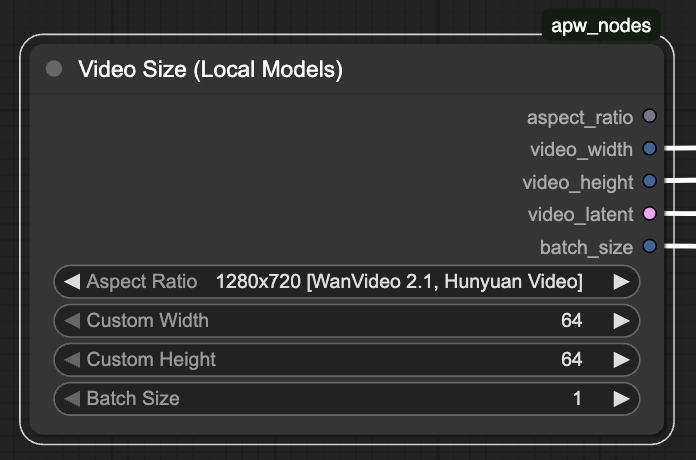 apw_nodes
Video Size (Local Models)
aspect_ratio
video_width
video_height
video_latent
batch_size
Aspect Ratio 1280x720 [WanVideo 2.1, Hunyuan Video]
Custom Width 64
Custom Height 64
Batch Size 1